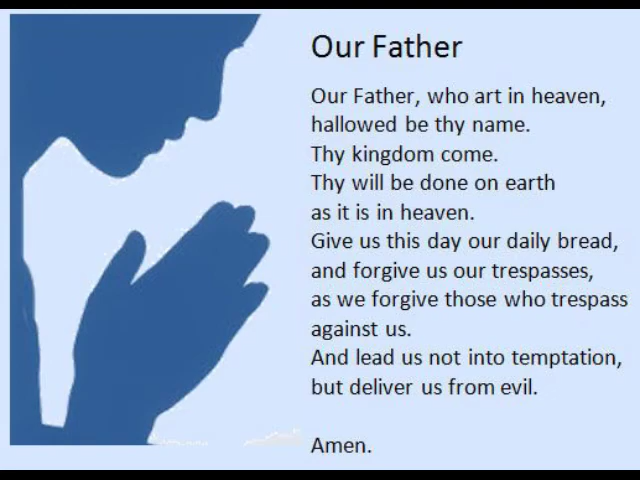 Our Father
Our Father, who art in heaven,
hallowed be thy name.
Thy kingdom come.
Thy will be done on earth
as it is in heaven.
Give us this day our daily bread,
and forgive us our trespasses,
as we forgive those who trespass
against us.
And lead us not into temptation,
but deliver us from evil.
Amen.